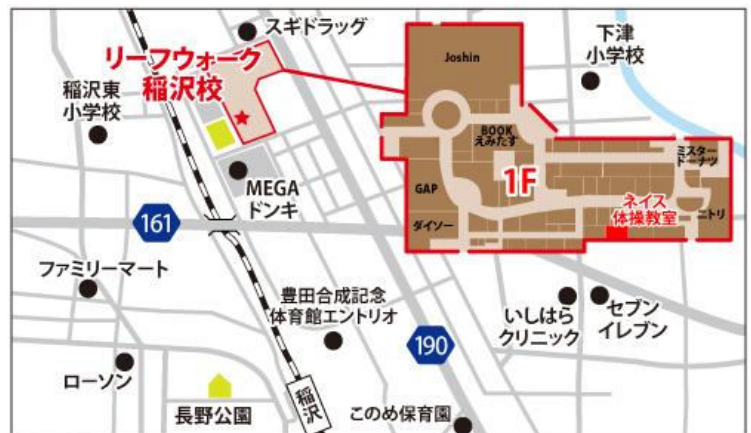 スギドラッグ
リーフウォーク
稲沢校
稲沢東
小学校
MEGA
ドンキ
161
ファミリーマート
豊田合成記念
体育館エントリオ
190
ローソン
長野公園
稲沢
このめ保育園
いしはら
クリニック
セブン
イレブン
下津
小学校
Joshin
BOOK
えみたす
1F
GAP
ダイソー
ミスター
ドーナツ
ネイス
体操教室
ニトリ